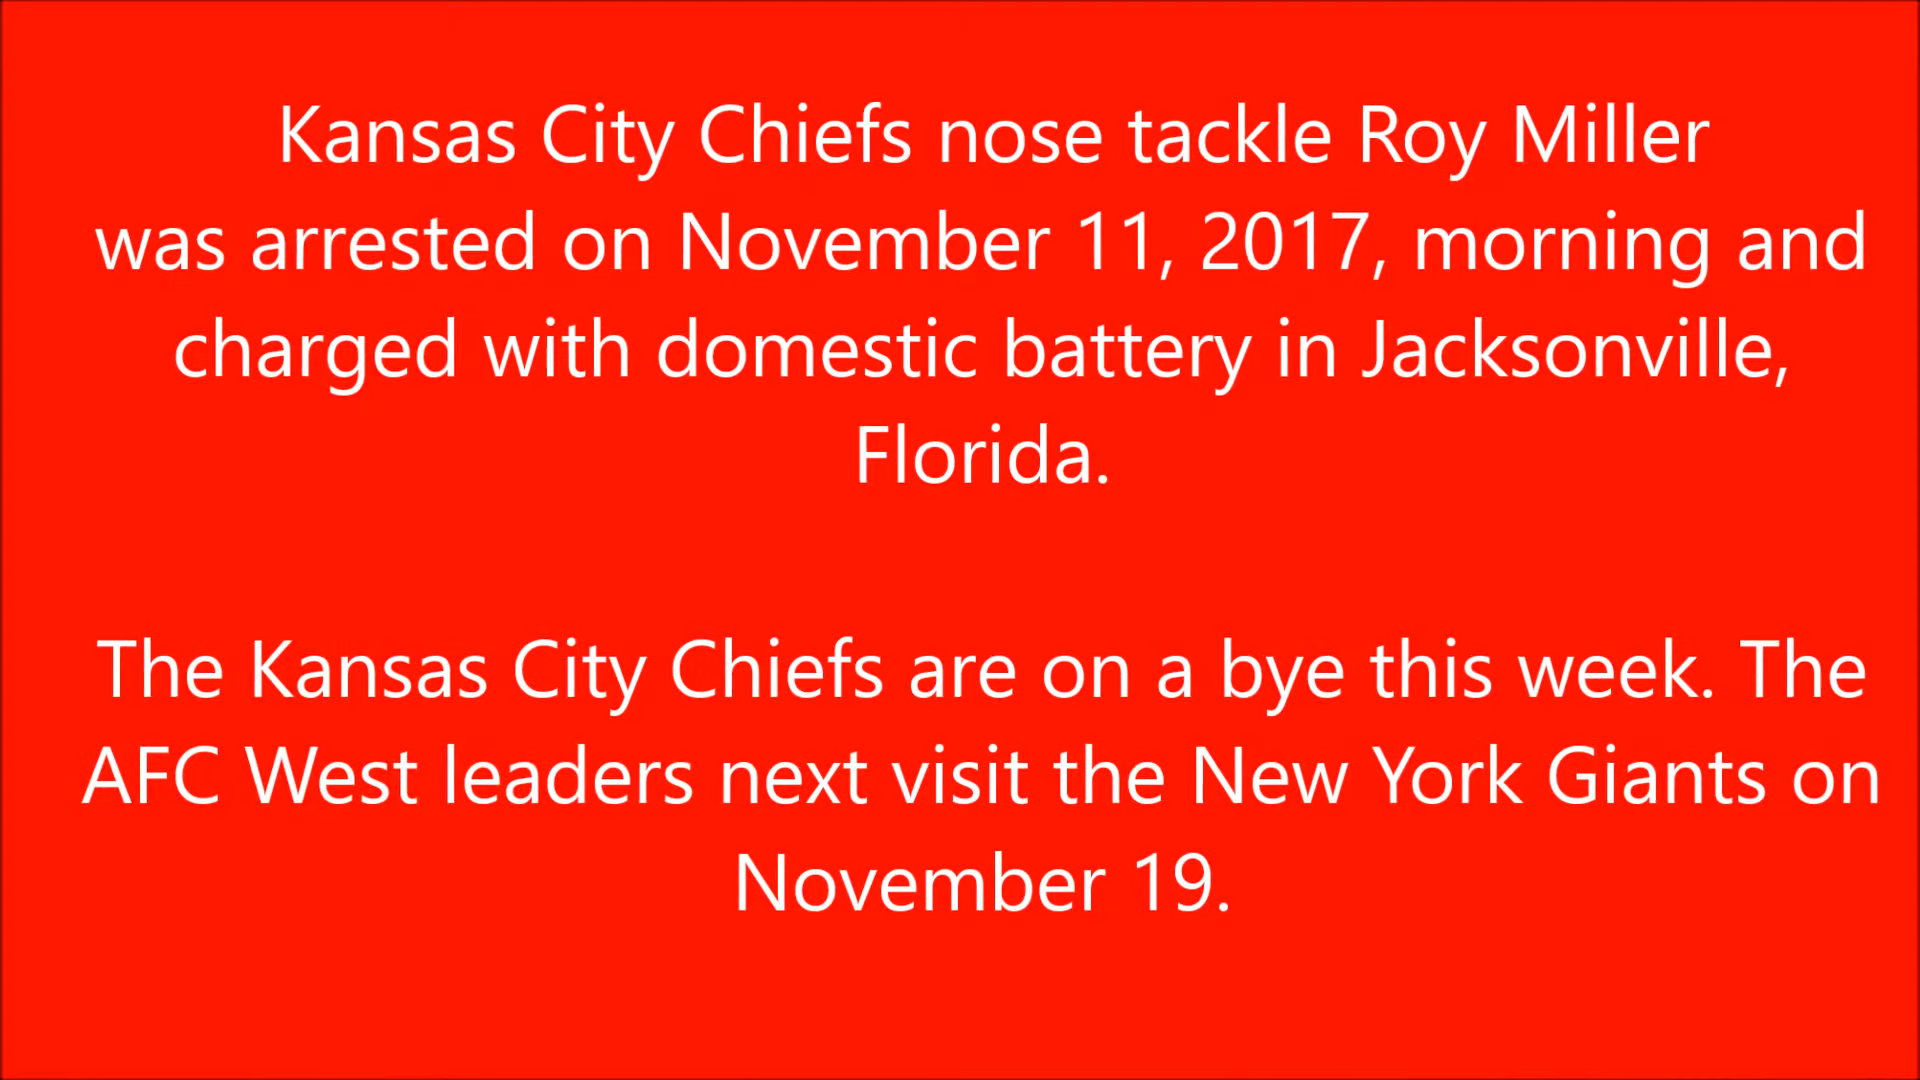 Kansas City Chiefs nose tackle Roy Miller
was arrested on November 11, 2017, morning and
charged with domestic battery in Jacksonville,
Florida.
The Kansas City Chiefs are on a bye this week. The
AFC West leaders next visit the New York Giants on
November 19.